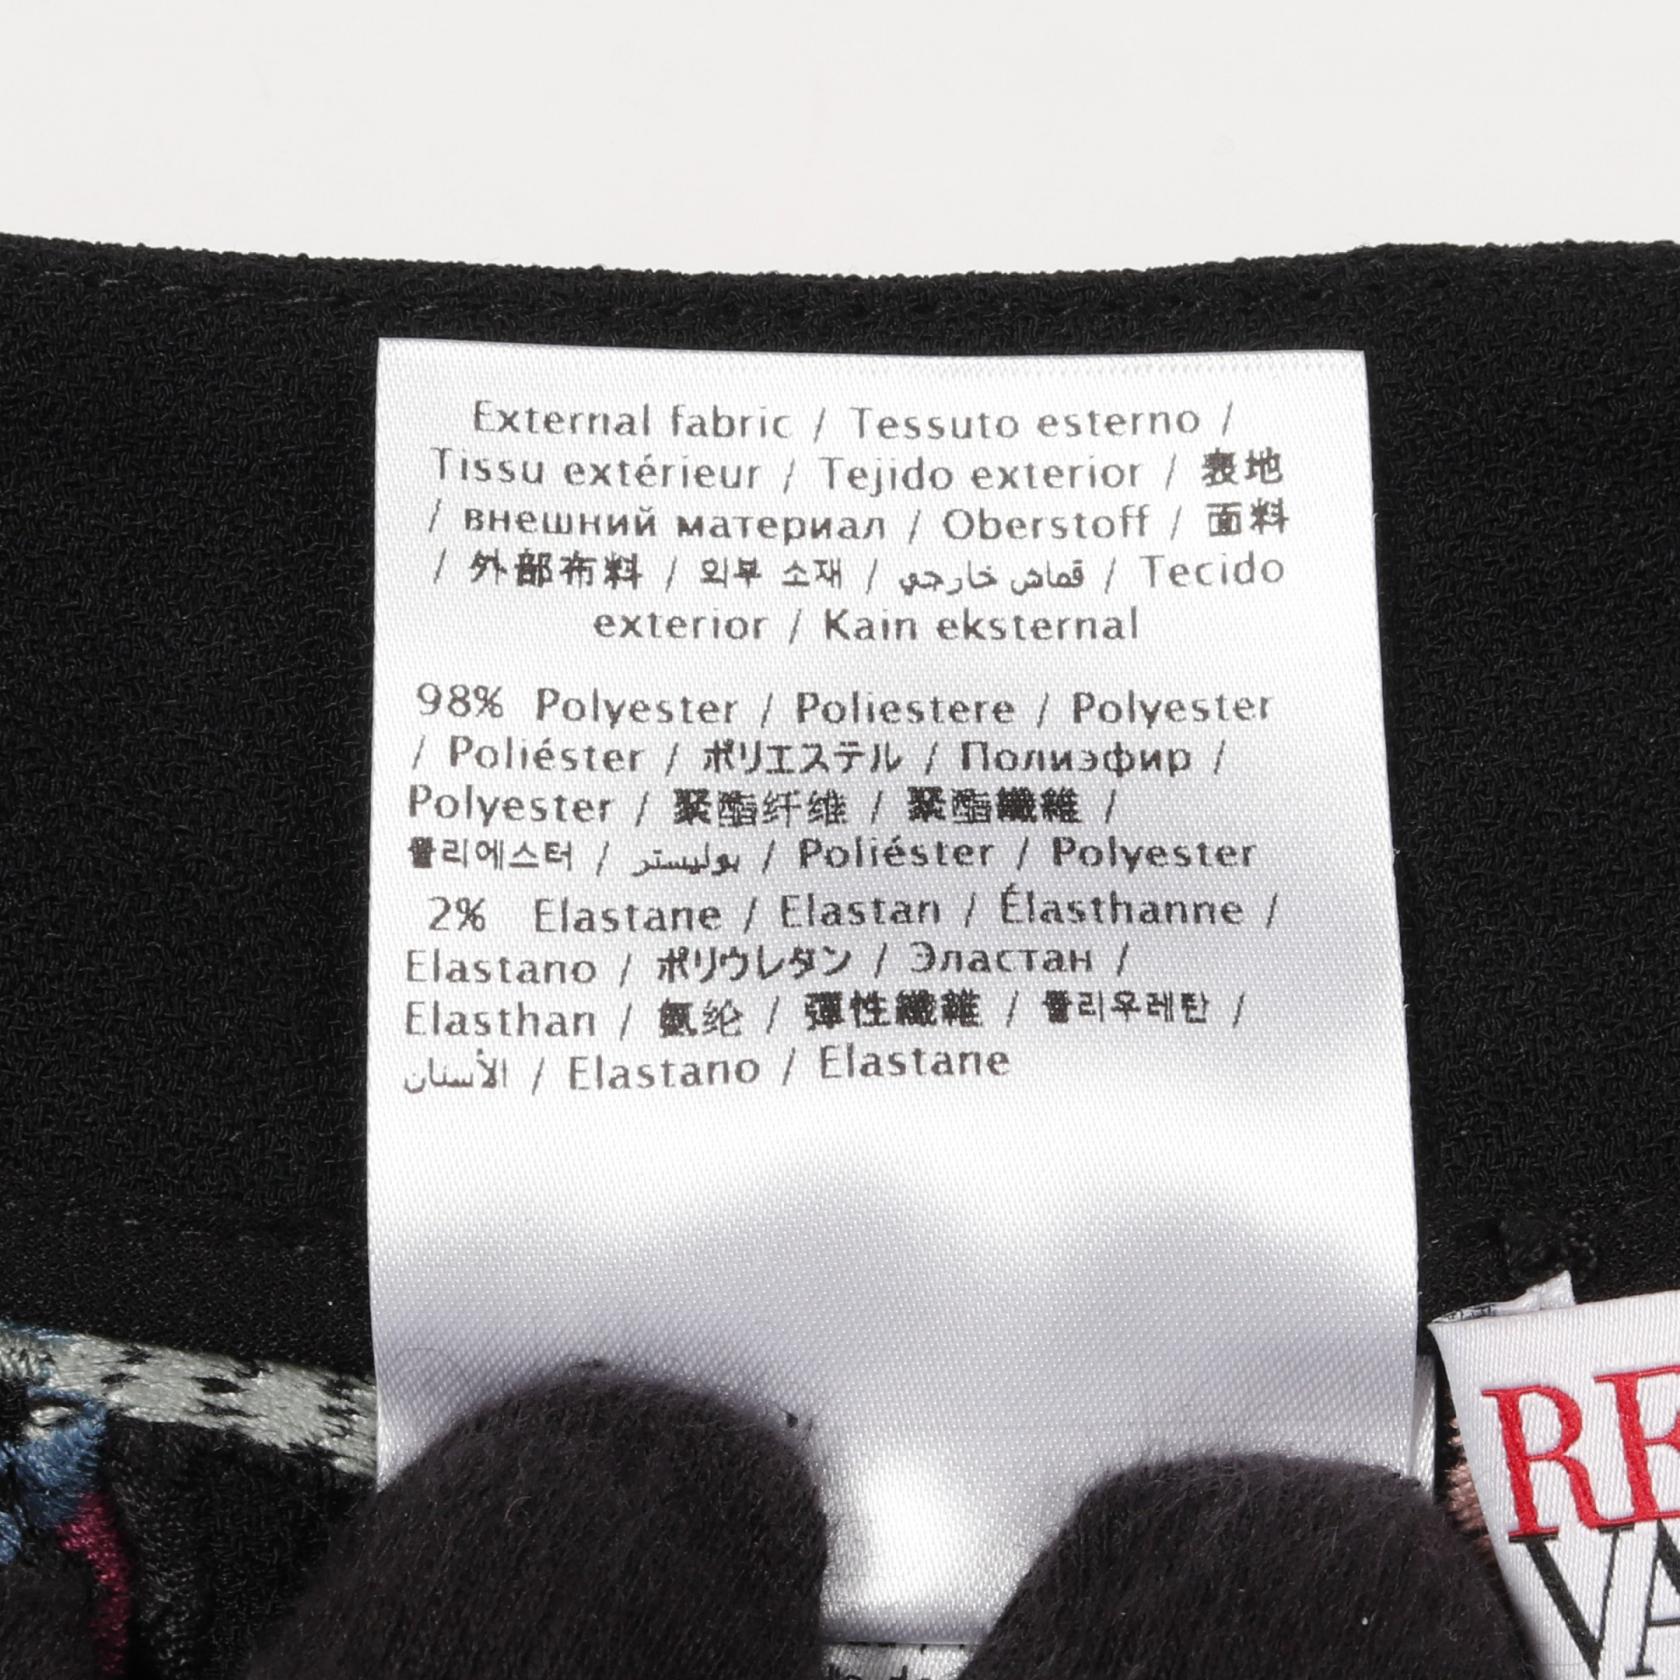 External fabric / Tessuto esterno /
Tissu extérieur / Tejido exterior / 表地
/ внешний материал / Oberstoff / 面料
/ 外部布料 / 외부 소재 / قماش خارجي / Tecido
exterior / Kain eksternal
98% Polyester / Poliestere / Polyester
/ Poliéster / ポリエステル / Полиэфир /
Polyester / 聚酯纤维 / 聚酯纖維 /
폴리에스터 / بوليستر / Poliéster / Polyester
2% Elastane / Elastan / Élasthanne /
Elastano / ポリウレタン / Эластан /
Elasthan / 氨纶 / 彈性纖維 / 폴리우레탄 /
الأستان / Elastano / Elastane
RE
VA